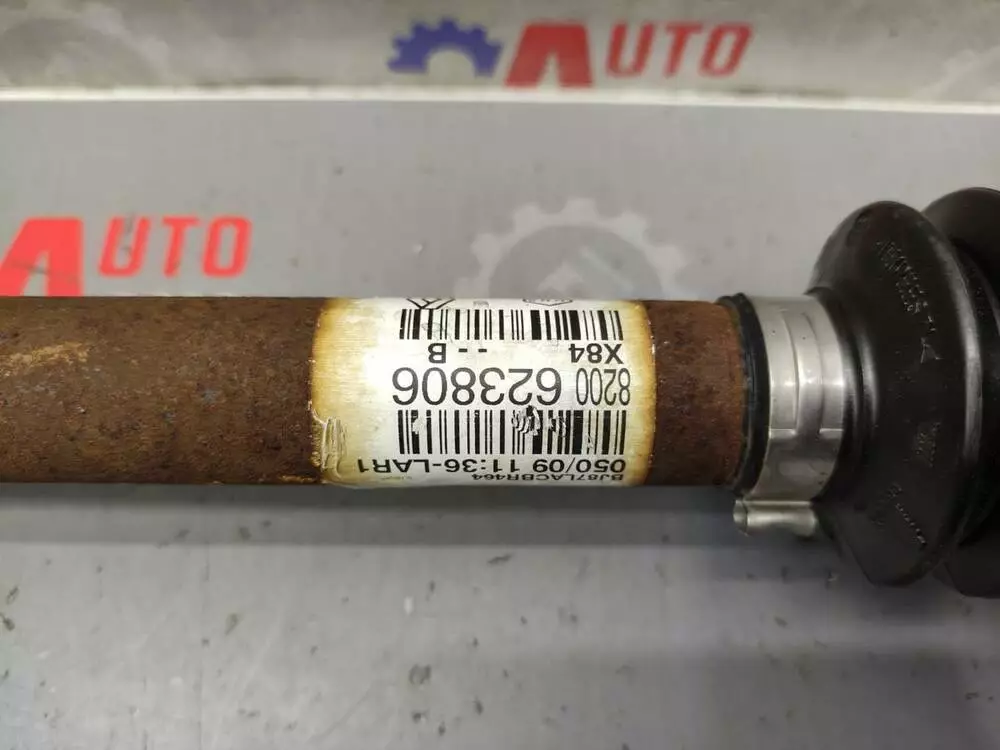 AUTO
AUTO
BJ87LACBR464
050/09 11:36-LAR1
8200 623806
X84 -- B